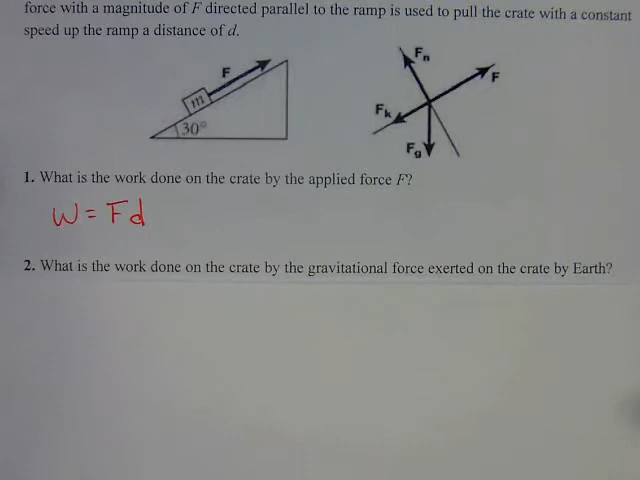 force with a magnitude of F directed parallel to the ramp is used to pull the crate with a constant
speed up the ramp a distance of d.
F
m
30°
Fn
F
Fk
Fg
1. What is the work done on the crate by the applied force F?
W = Fd
2. What is the work done on the crate by the gravitational force exerted on the crate by Earth?